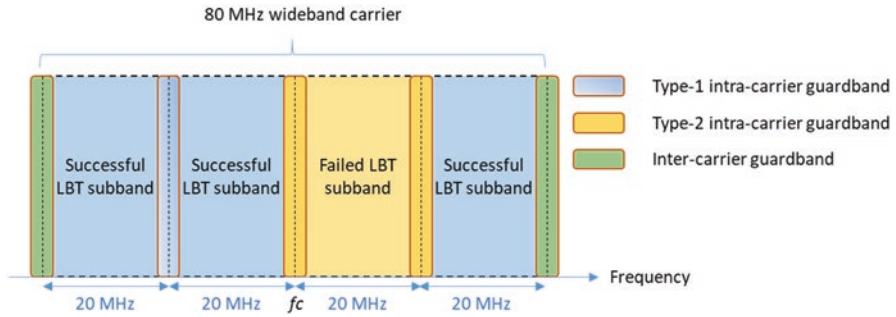 80 MHz wideband carrier
Type-1 intra-carrier guardband
Type-2 intra-carrier guardband
Inter-carrier guardband
Successful
LBT subband
Successful
LBT subband
Failed LBT
subband
Successful
LBT subband
Frequency
20 MHz
20 MHz
fc
20 MHz
20 MHz